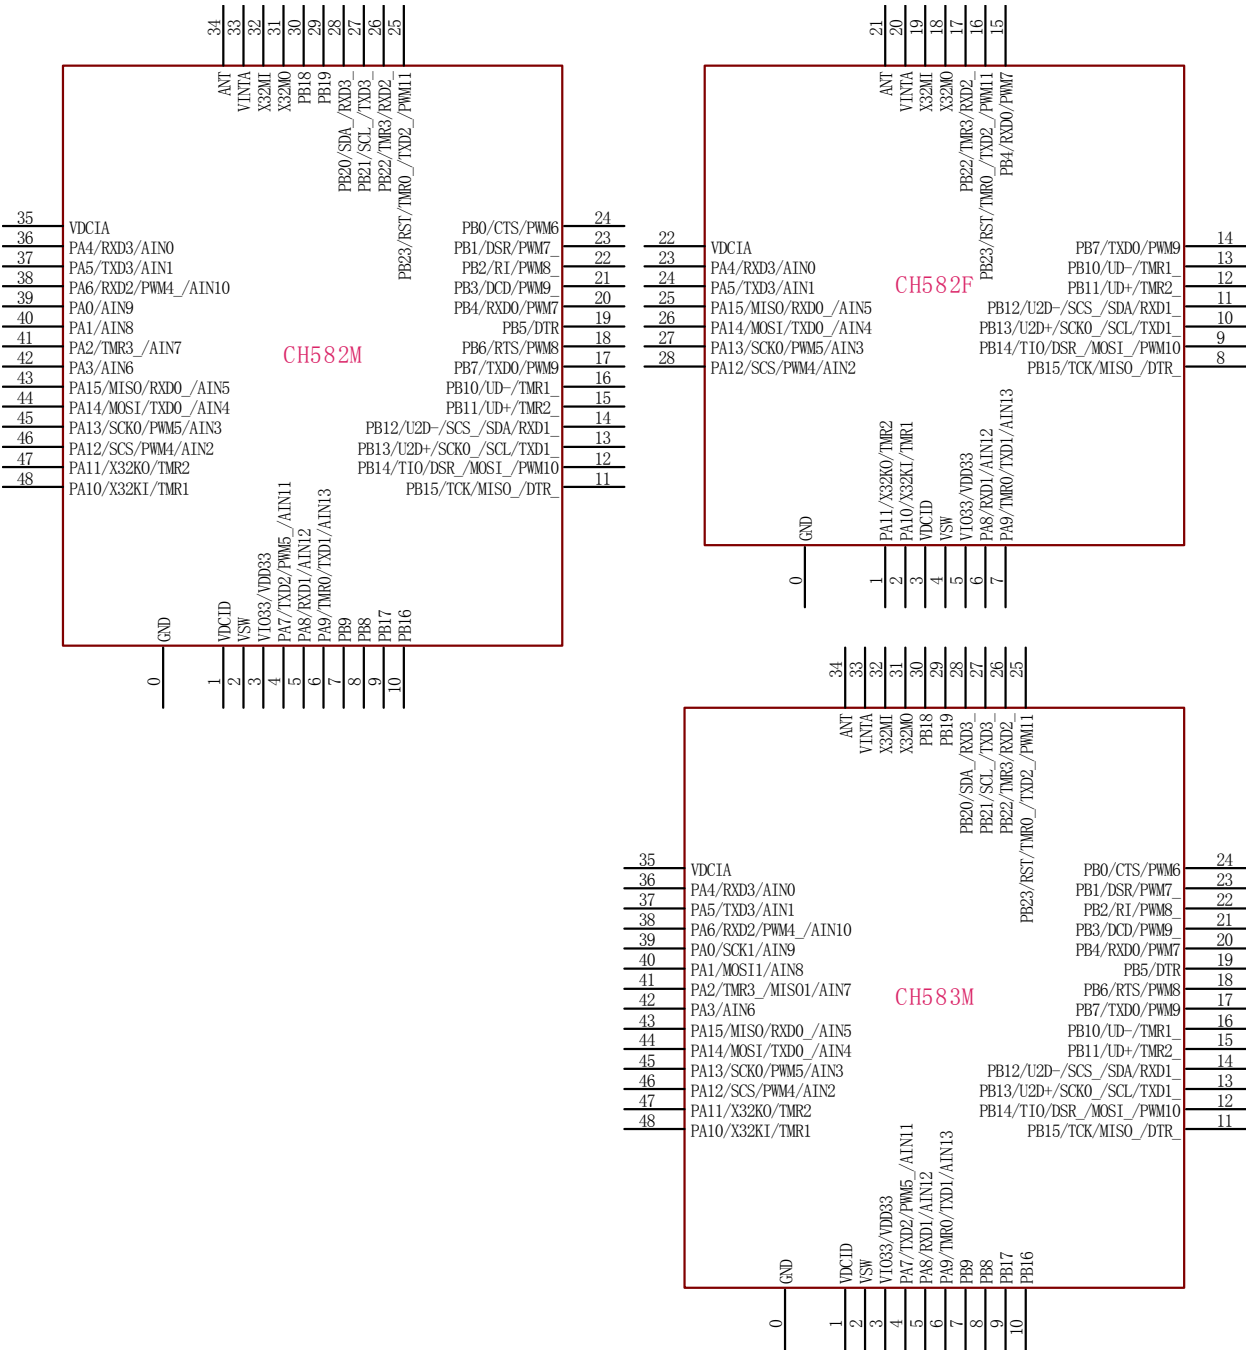 34 33 32 31 30 29 28 27 26 25
ANT
VINTA
X32MI
X32MO
PB18
PB19
PB20/SDA_/RXD3_
PB21/SCL_/TXD3_
PB22/TMR3/RXD2_
PB23/RST/TMR0_/TXD2_/PWM11
35 VDCIA
36 PA4/RXD3/AIN0
37 PA5/TXD3/AIN1
38 PA6/RXD2/PWM4_/AIN10
39 PA0/AIN9
40 PA1/AIN8
41 PA2/TMR3_/AIN7
42 PA3/AIN6
43 PA15/MISO/RXD0_/AIN5
44 PA14/MOSI/TXD0_/AIN4
45 PA13/SCK0/PWM5/AIN3
46 PA12/SCS/PWM4/AIN2
47 PA11/X32KO/TMR2
48 PA10/X32KI/TMR1
CH582M
PB0/CTS/PWM6 24
PB1/DSR/PWM7_ 23
PB2/RI/PWM8_ 22
PB3/DCD/PWM9_ 21
PB4/RXD0/PWM7 20
PB5/DTR 19
PB6/RTS/PWM8 18
PB7/TXD0/PWM9 17
PB10/UD-/TMR1_ 16
PB11/UD+/TMR2_ 15
PB12/U2D-/SCS_/SDA/RXD1_ 14
PB13/U2D+/SCK0_/SCL/TXD1_ 13
PB14/TIO/DSR_/MOSI_/PWM10 12
PB15/TCK/MISO_/DTR_ 11
GND
VDCID
VSW
VIO33/VDD33
PA7/TXD2/PWM5_/AIN11
PA8/RXD1/AIN12
PA9/TMR0/TXD1/AIN13
PB9
PB8
PB17
PB16
0 1 2 3 4 5 6 7 8 9 10
21 20 19 18 17 16 15
ANT
VINTA
X32MI
X32MO
PB22/TMR3/RXD2_
PB23/RST/TMR0_/TXD2_/PWM11
PB4/RXD0/PWM7
22 VDCIA
23 PA4/RXD3/AIN0
24 PA5/TXD3/AIN1
25 PA15/MISO/RXD0_/AIN5
26 PA14/MOSI/TXD0_/AIN4
27 PA13/SCK0/PWM5/AIN3
28 PA12/SCS/PWM4/AIN2
CH582F
PB7/TXD0/PWM9 14
PB10/UD-/TMR1_ 13
PB11/UD+/TMR2_ 12
PB12/U2D-/SCS_/SDA/RXD1_ 11
PB13/U2D+/SCK0_/SCL/TXD1_ 10
PB14/TIO/DSR_/MOSI_/PWM10 9
PB15/TCK/MISO_/DTR_ 8
GND
PA11/X32KO/TMR2
PA10/X32KI/TMR1
VDCID
VSW
VIO33/VDD33
PA8/RXD1/AIN12
PA9/TMR0/TXD1/AIN13
0 1 2 3 4 5 6 7
34 33 32 31 30 29 28 27 26 25
ANT
VINTA
X32MI
X32MO
PB18
PB19
PB20/SDA_/RXD3_
PB21/SCL_/TXD3_
PB22/TMR3/RXD2_
PB23/RST/TMR0_/TXD2_/PWM11
35 VDCIA
36 PA4/RXD3/AIN0
37 PA5/TXD3/AIN1
38 PA6/RXD2/PWM4_/AIN10
39 PA0/SCK1/AIN9
40 PA1/MOSI1/AIN8
41 PA2/TMR3_/MISO1/AIN7
42 PA3/AIN6
43 PA15/MISO/RXD0_/AIN5
44 PA14/MOSI/TXD0_/AIN4
45 PA13/SCK0/PWM5/AIN3
46 PA12/SCS/PWM4/AIN2
47 PA11/X32KO/TMR2
48 PA10/X32KI/TMR1
CH583M
PB0/CTS/PWM6 24
PB1/DSR/PWM7_ 23
PB2/RI/PWM8_ 22
PB3/DCD/PWM9_ 21
PB4/RXD0/PWM7 20
PB5/DTR 19
PB6/RTS/PWM8 18
PB7/TXD0/PWM9 17
PB10/UD-/TMR1_ 16
PB11/UD+/TMR2_ 15
PB12/U2D-/SCS_/SDA/RXD1_ 14
PB13/U2D+/SCK0_/SCL/TXD1_ 13
PB14/TIO/DSR_/MOSI_/PWM10 12
PB15/TCK/MISO_/DTR_ 11
GND
VDCID
VSW
VIO33/VDD33
PA7/TXD2/PWM5_/AIN11
PA8/RXD1/AIN12
PA9/TMR0/TXD1/AIN13
PB9
PB8
PB17
PB16
0 1 2 3 4 5 6 7 8 9 10